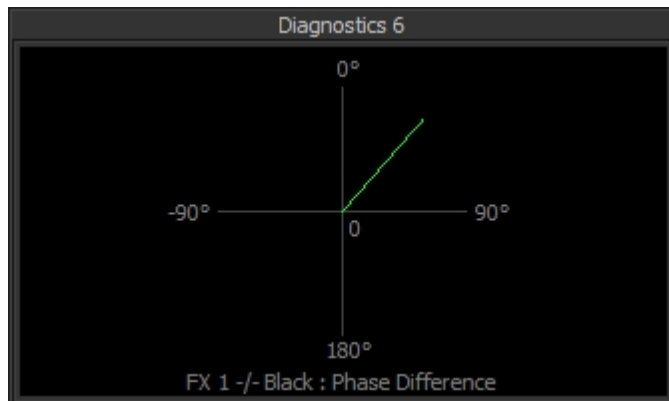 Diagnostics 6
0°
-90°
90°
0
180°
FX 1 -/- Black : Phase Difference